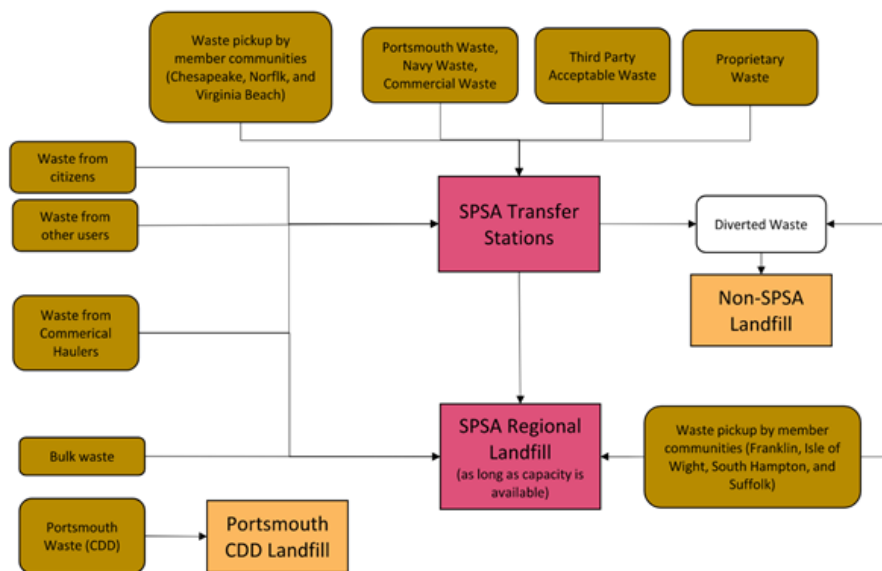 Waste pickup by
member communities
(Chesapeake, Norflk, and
Virginia Beach)
Portsmouth Waste,
Navy Waste,
Commercial Waste
Third Party
Acceptable Waste
Proprietary
Waste
Waste from
citizens
Waste from
other users
SPSA Transfer
Stations
Diverted Waste
Non-SPSA
Landfill
Waste from
Commerical
Haulers
SPSA Regional
Landfill
(as long as capacity is
available)
Waste pickup by member
communities (Franklin, Isle of
Wight, South Hampton, and
Suffolk)
Bulk waste
Portsmouth
Waste (CDD)
Portsmouth
CDD Landfill